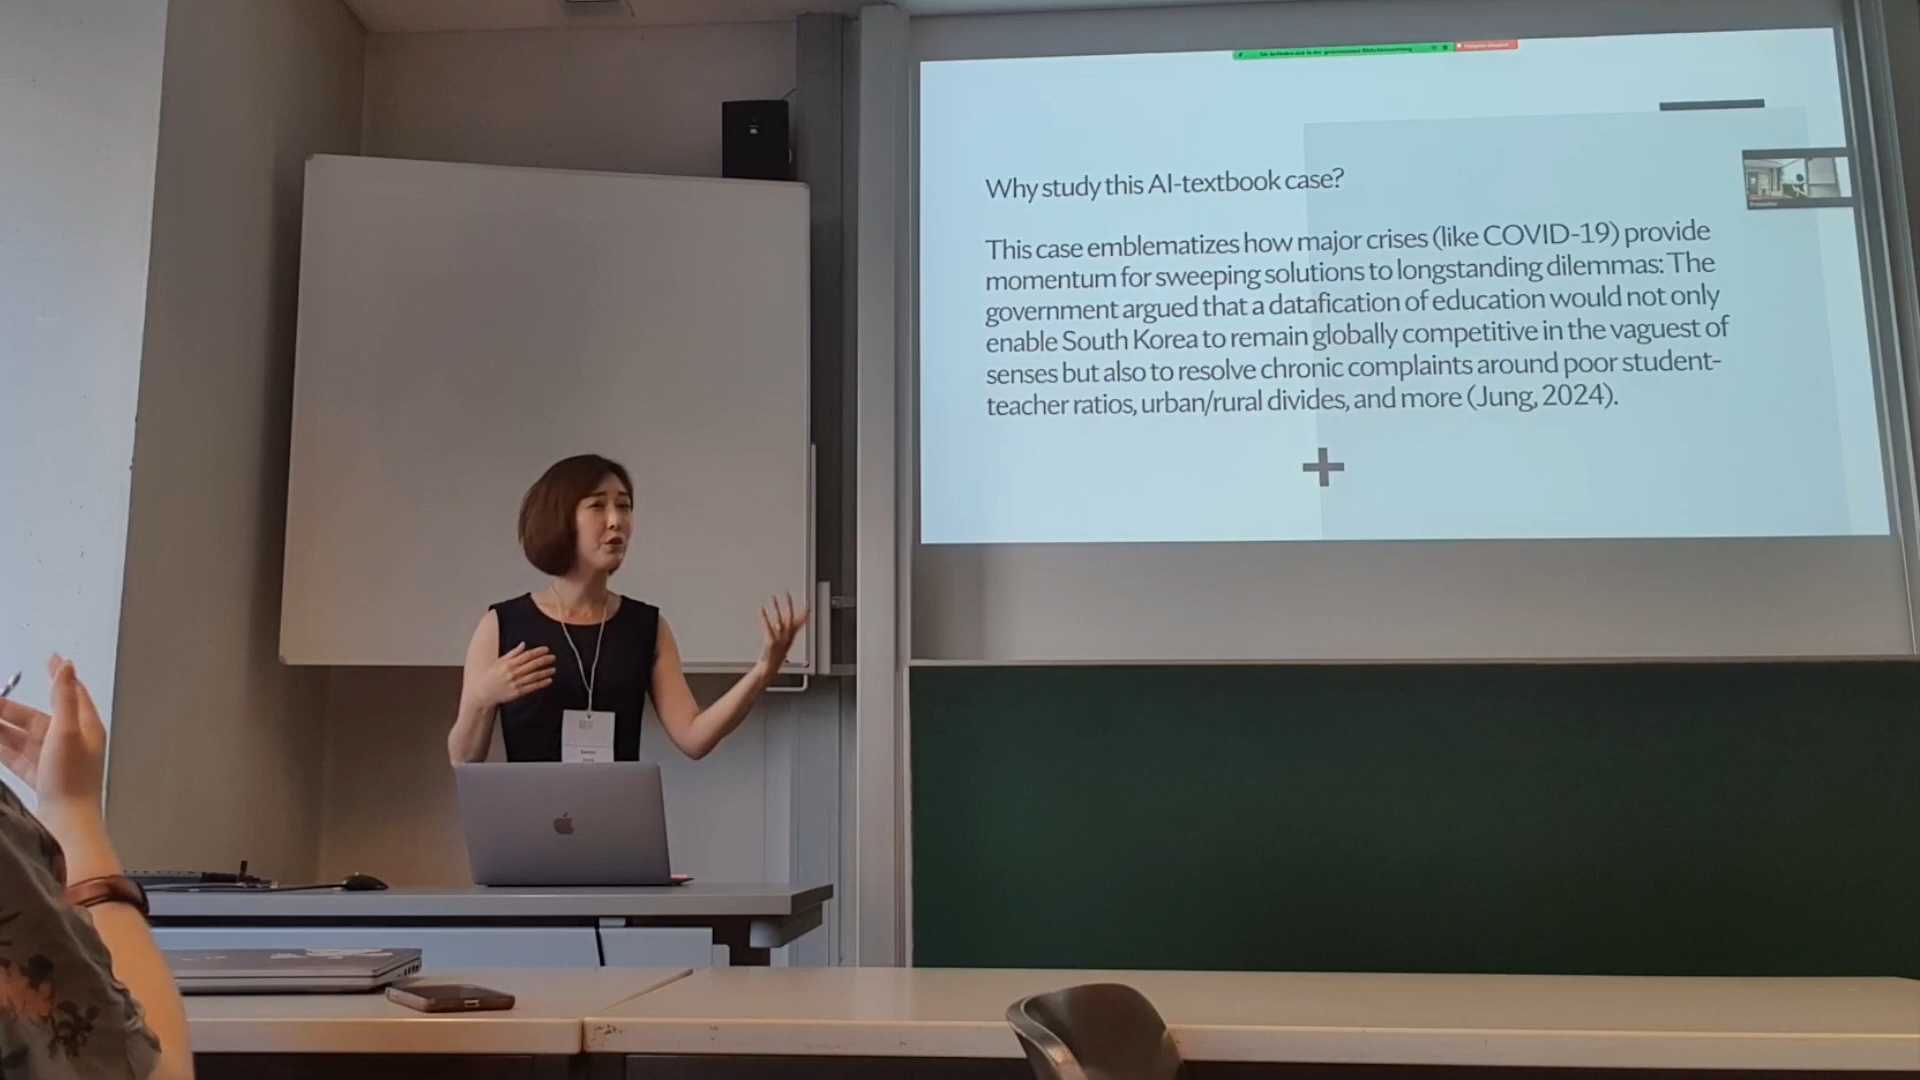 Why study this AI-textbook case?
This case emblematizes how major crises (like COVID-19) provide
momentum for sweeping solutions to longstanding dilemmas: The
government argued that a datafication of education would not only
enable South Korea to remain globally competitive in the vaguest of
senses but also to resolve chronic complaints around poor student-
teacher ratios, urban/rural divides, and more (Jung, 2024).